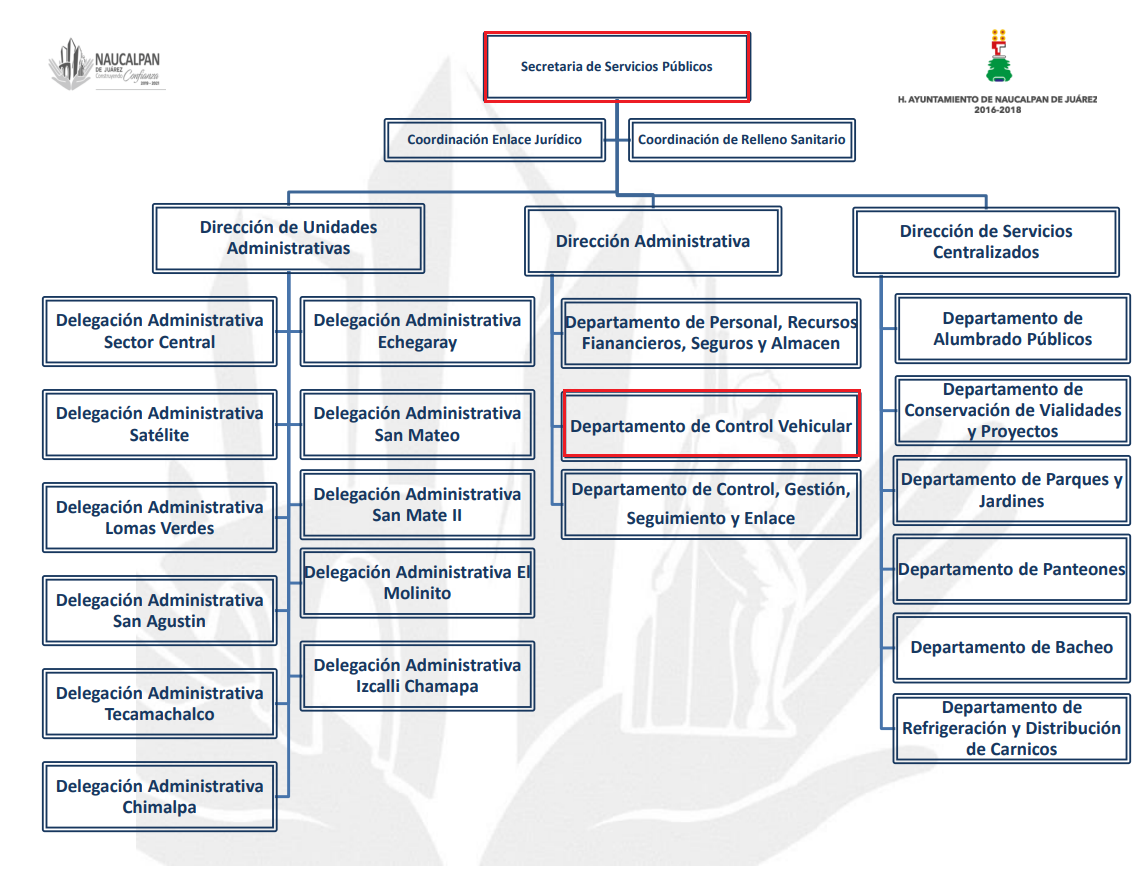 NAUCALPAN
DE JUÁREZ
Construyendo Confianza
H. AYUNTAMIENTO DE NAUCALPAN DE JUÁREZ
2016-2018
Secretaria de Servicios Públicos
Coordinación Enlace Jurídico
Coordinación de Relleno Sanitario
Dirección de Unidades
Administrativas
Delegación Administrativa
Sector Central
Delegación Administrativa
Echegaray
Delegación Administrativa
Satélite
Delegación Administrativa
San Mateo
Delegación Administrativa
Lomas Verdes
Delegación Administrativa
San Mate II
Delegación Administrativa
San Agustin
Delegación Administrativa El
Molinito
Delegación Administrativa
Tecamachalco
Delegación Administrativa
Izcalli Chamapa
Delegación Administrativa
Chimalpa
Dirección Administrativa
Departamento de Personal, Recursos
Fianancieros, Seguros y Almacen
Departamento de Control Vehicular
Departamento de Control, Gestión,
Seguimiento y Enlace
Dirección de Servicios
Centralizados
Departamento de
Alumbrado Públicos
Departamento de
Conservación de Vialidades
y Proyectos
Departamento de Parques y
Jardines
Departamento de Panteones
Departamento de Bacheo
Departamento de
Refrigeración y Distribución
de Carnicos